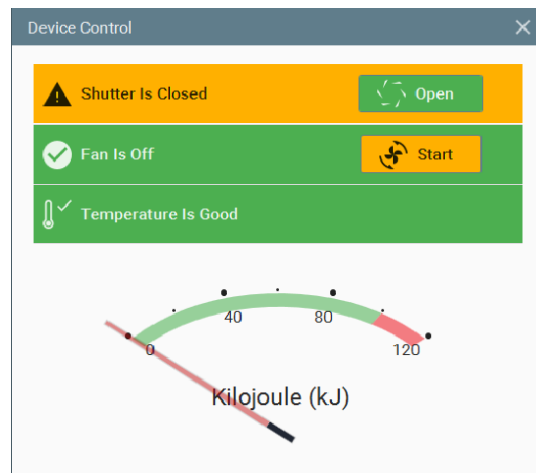 Device Control
Shutter Is Closed Open
Fan Is Off Start
Temperature Is Good
40 80
0 120
Kilojoule (kJ)